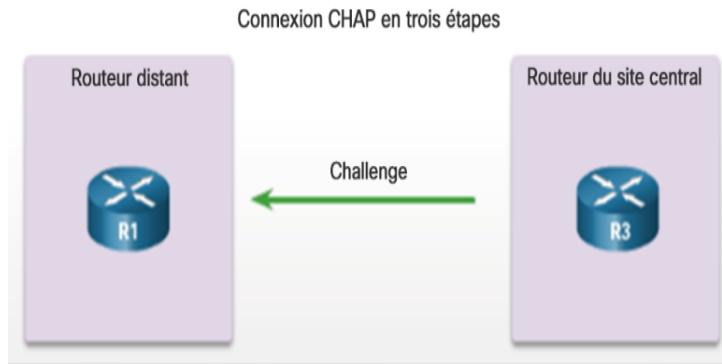 Connexion CHAP en trois étapes
Routeur distant
Routeur du site central
Challenge
R1
R3